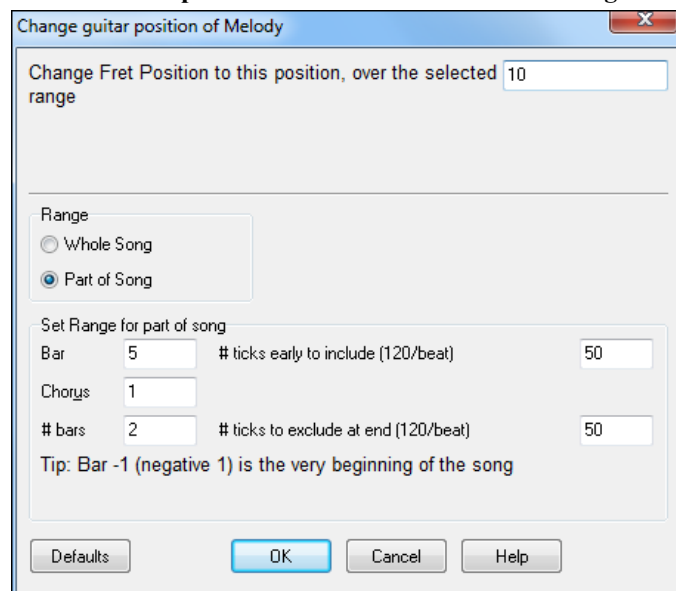 Change guitar position of Melody
Change Fret Position to this position, over the selected 10
range
Range
Whole Song
Part of Song
Set Range for part of song
Bar 5 # ticks early to include (120/beat) 50
Chorus 1
# bars 2 # ticks to exclude at end (120/beat) 50
Tip: Bar -1 (negative 1) is the very beginning of the song
Defaults OK Cancel Help